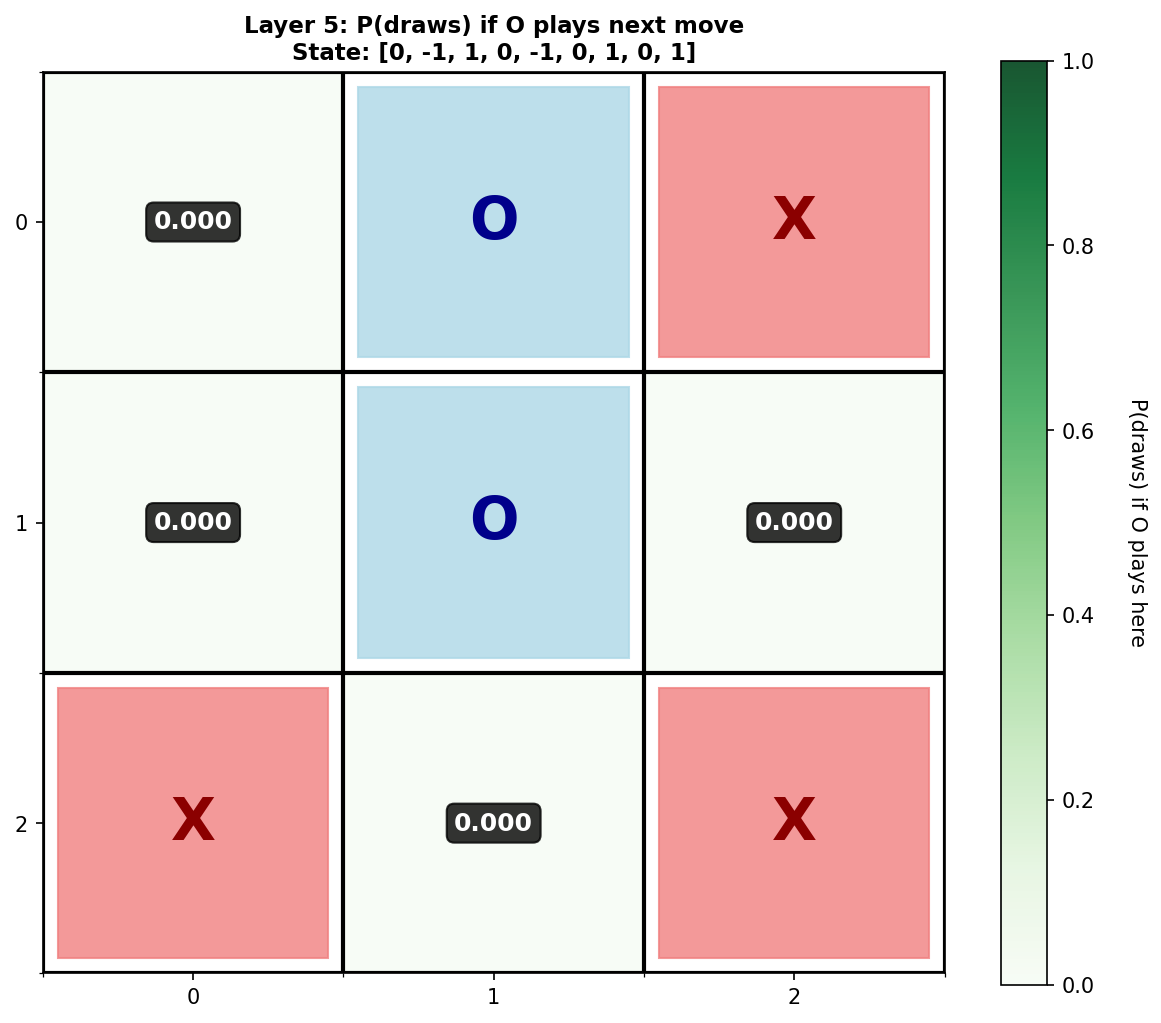 Layer 5: P(draws) if O plays next move
State: [0, -1, 1, 0, -1, 0, 1, 0, 1]
0
0.000
O
X
1
0.000
O
0.000
2
X
0.000
X
0
1
2
1.0
0.8
0.6
0.4
0.2
0.0
P(draws) if O plays here